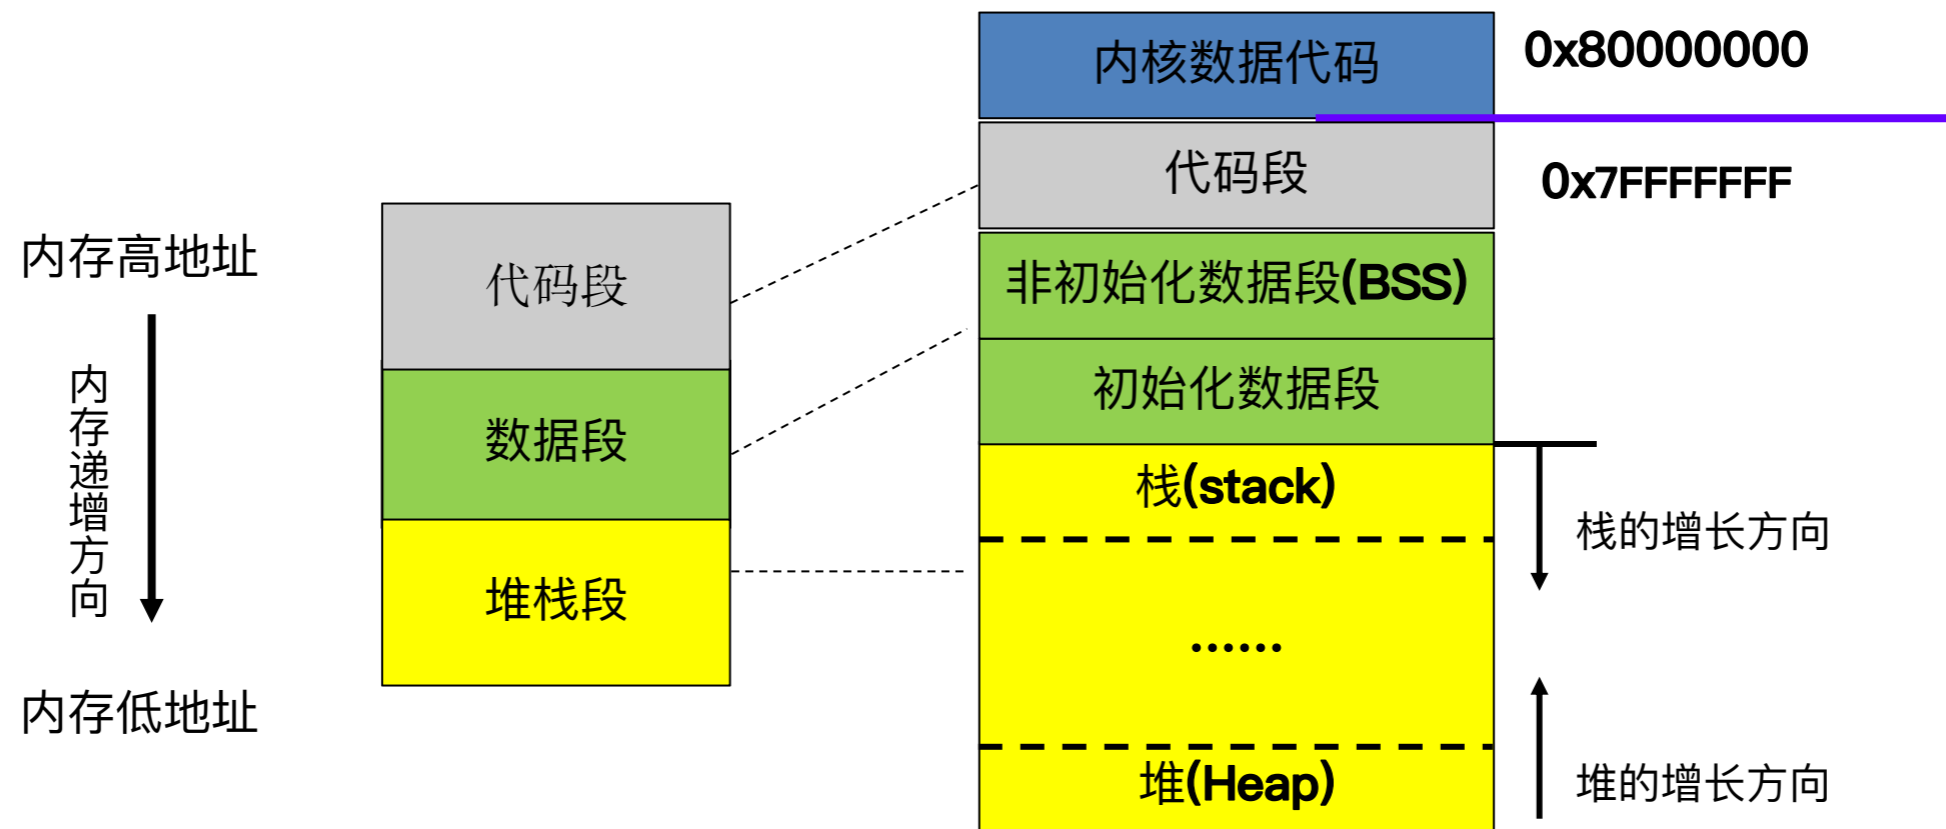 内核数据代码
0x80000000
代码段
0x7FFFFFFF
内存高地址
代码段
非初始化数据段(BSS)
初始化数据段
内存递增方向
数据段
栈(stack)
栈的增长方向
堆栈段
......
内存低地址
堆(Heap)
堆的增长方向